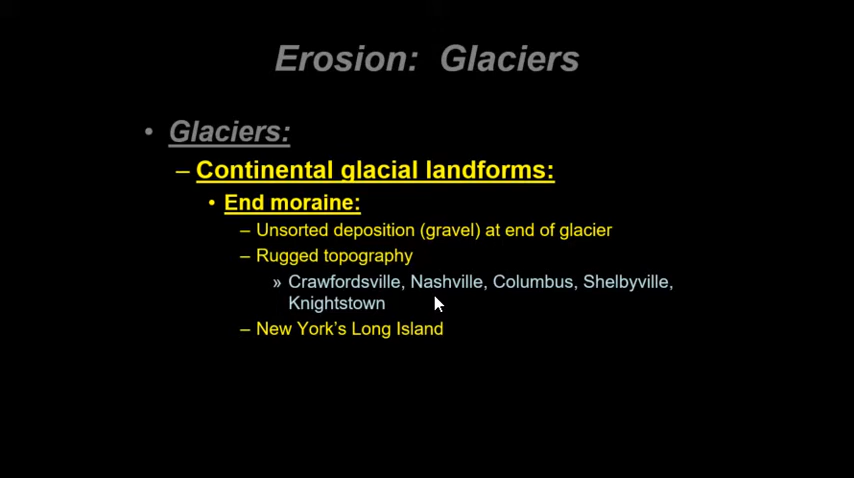 Erosion:  Glaciers
• Glaciers:
– Continental glacial landforms:
• End moraine:
– Unsorted deposition (gravel) at end of glacier
– Rugged topography
» Crawfordsville, Nashville, Columbus, Shelbyville,
Knightstown
– New York’s Long Island